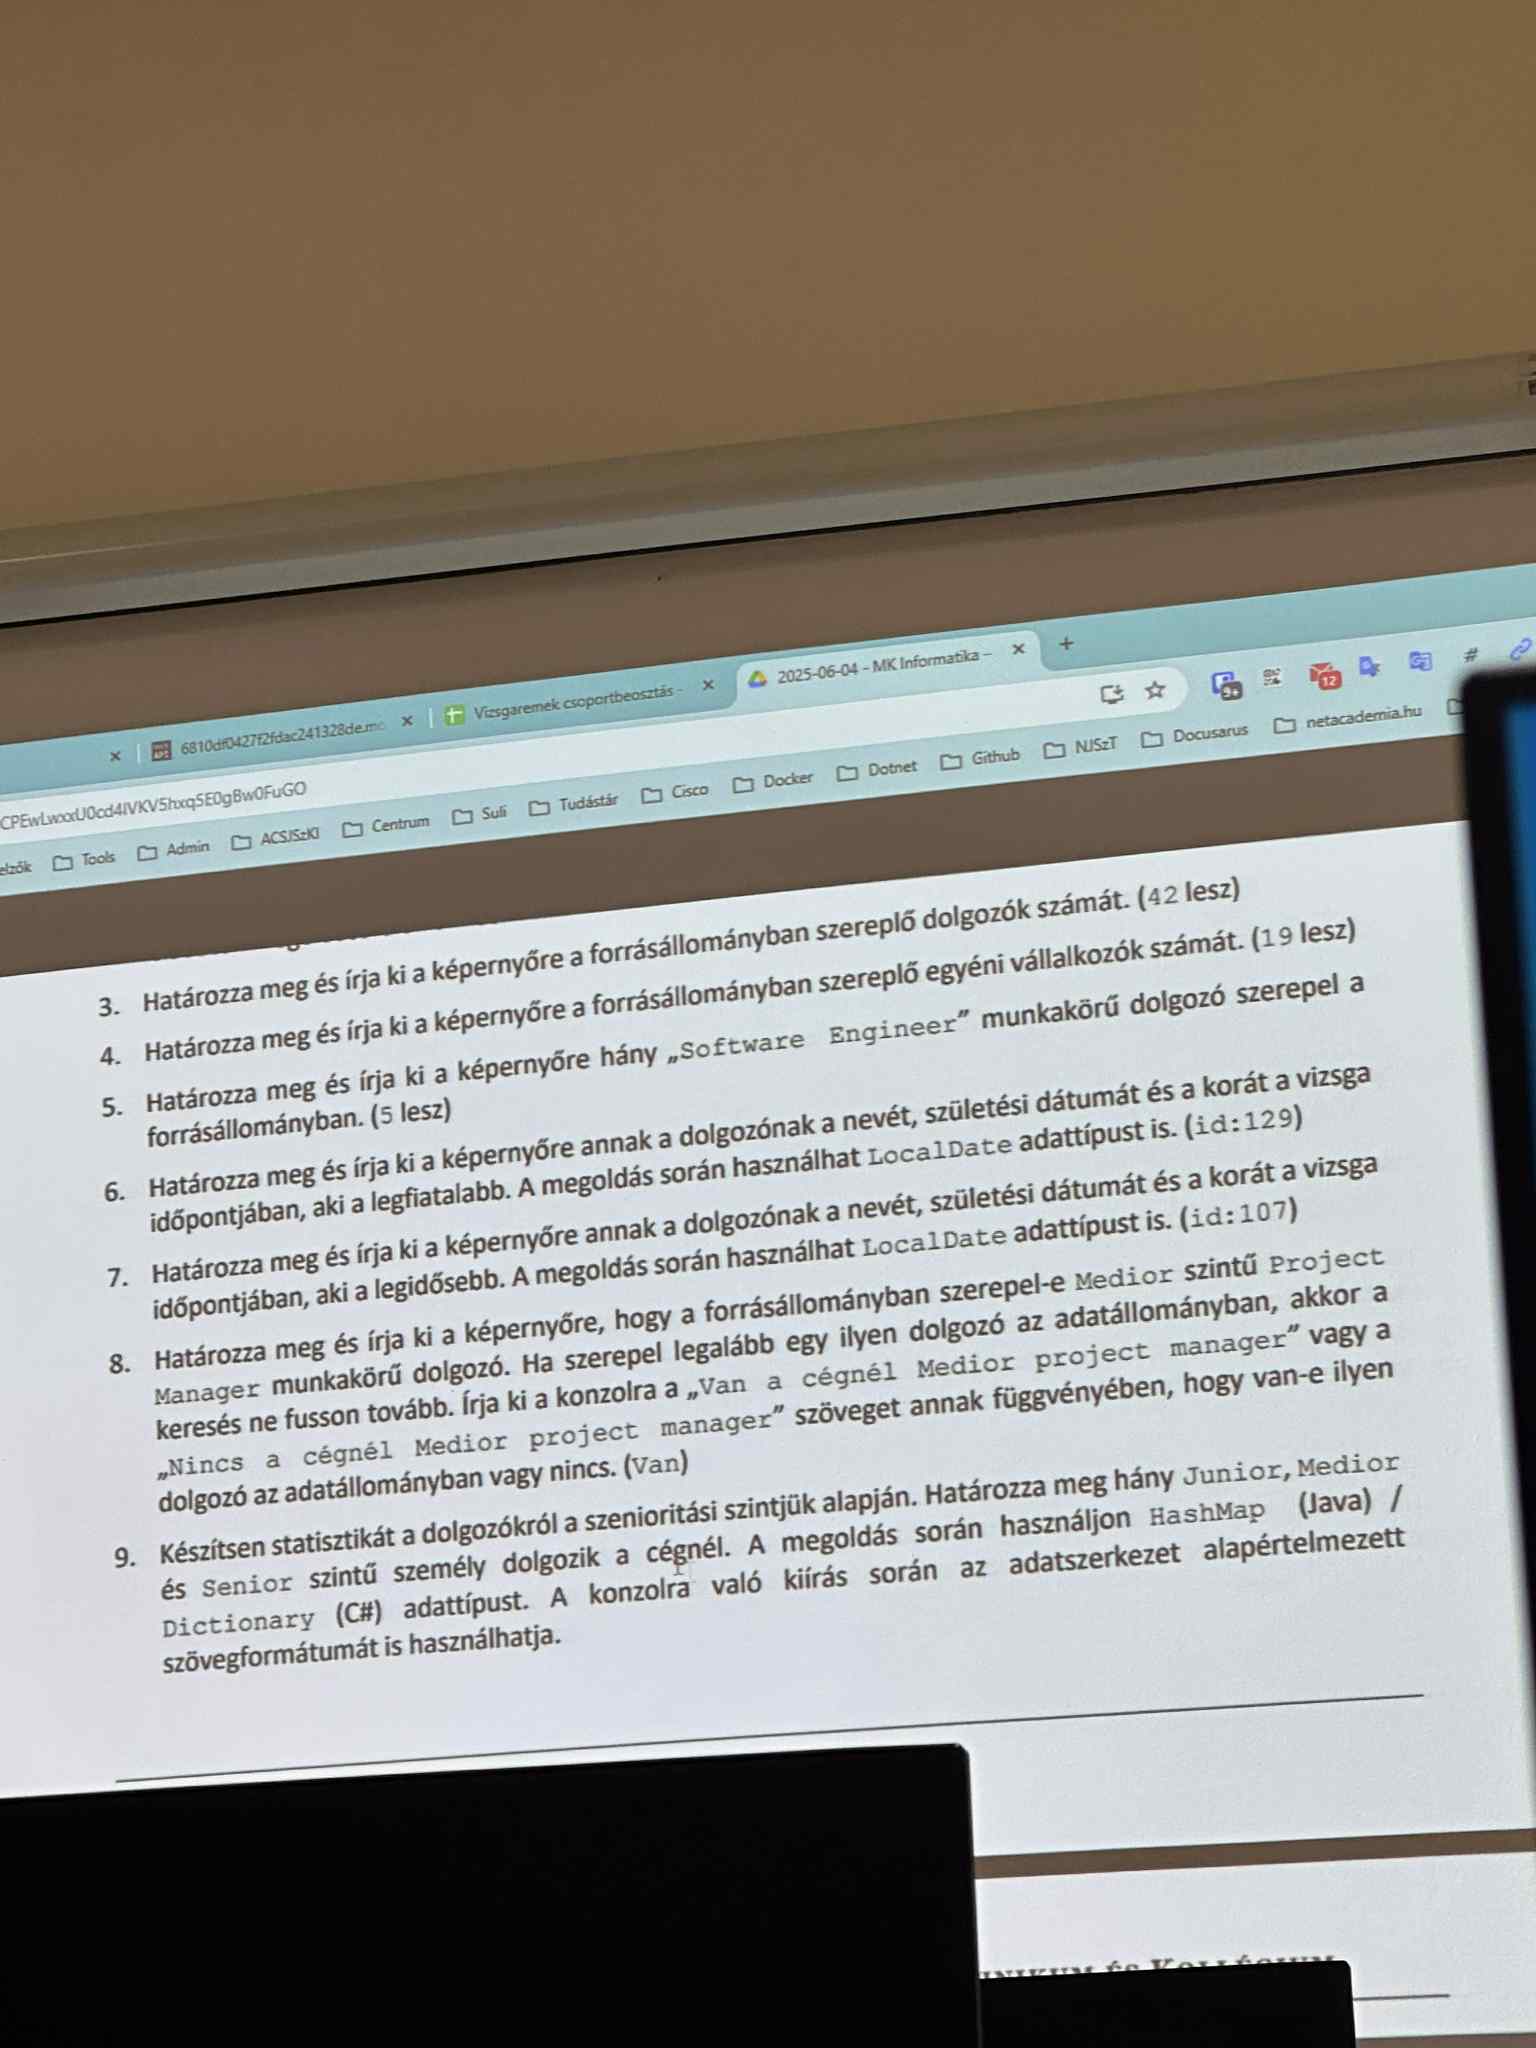 6810df0427f2fdac241328de.mo
Vizsgaremek csoportbeosztás -
2025-06-04 - MK Informatika –
9+
12
CPEwLwxxU0cd4IVKV5hxq5E0gBw0FuGO
elzők Tools Admin ACSJSzKI Centrum Suli Tudástár Cisco Docker Dotnet Github NJSzT Docusarus netacademia.hu
3. Határozza meg és írja ki a képernyőre a forrásállományban szereplő dolgozók számát. (42 lesz)
4. Határozza meg és írja ki a képernyőre a forrásállományban szereplő egyéni vállalkozók számát. (19 lesz)
5. Határozza meg és írja ki a képernyőre hány „Software Engineer” munkakörű dolgozó szerepel a
forrásállományban. (5 lesz)
6. Határozza meg és írja ki a képernyőre annak a dolgozónak a nevét, születési dátumát és a korát a vizsga
időpontjában, aki a legfiatalabb. A megoldás során használhat LocalDate adattípust is. (id:129)
7. Határozza meg és írja ki a képernyőre annak a dolgozónak a nevét, születési dátumát és a korát a vizsga
időpontjában, aki a legidősebb. A megoldás során használhat LocalDate adattípust is. (id:107)
8. Határozza meg és írja ki a képernyőre, hogy a forrásállományban szerepel-e Medior szintű Project
Manager munkakörű dolgozó. Ha szerepel legalább egy ilyen dolgozó az adatállományban, akkor a
keresés ne fusson tovább. Írja ki a konzolra a „Van a cégnél Medior project manager” vagy a
„Nincs a cégnél Medior project manager” szöveget annak függvényében, hogy van-e ilyen
dolgozó az adatállományban vagy nincs. (Van)
9. Készítsen statisztikát a dolgozókról a szenioritási szintjük alapján. Határozza meg hány Junior, Medior
és Senior szintű személy dolgozik a cégnél. A megoldás során használjon HashMap (Java) /
Dictionary (C#) adattípust. A konzolra való kiírás során az adatszerkezet alapértelmezett
szövegformátumát is használhatja.